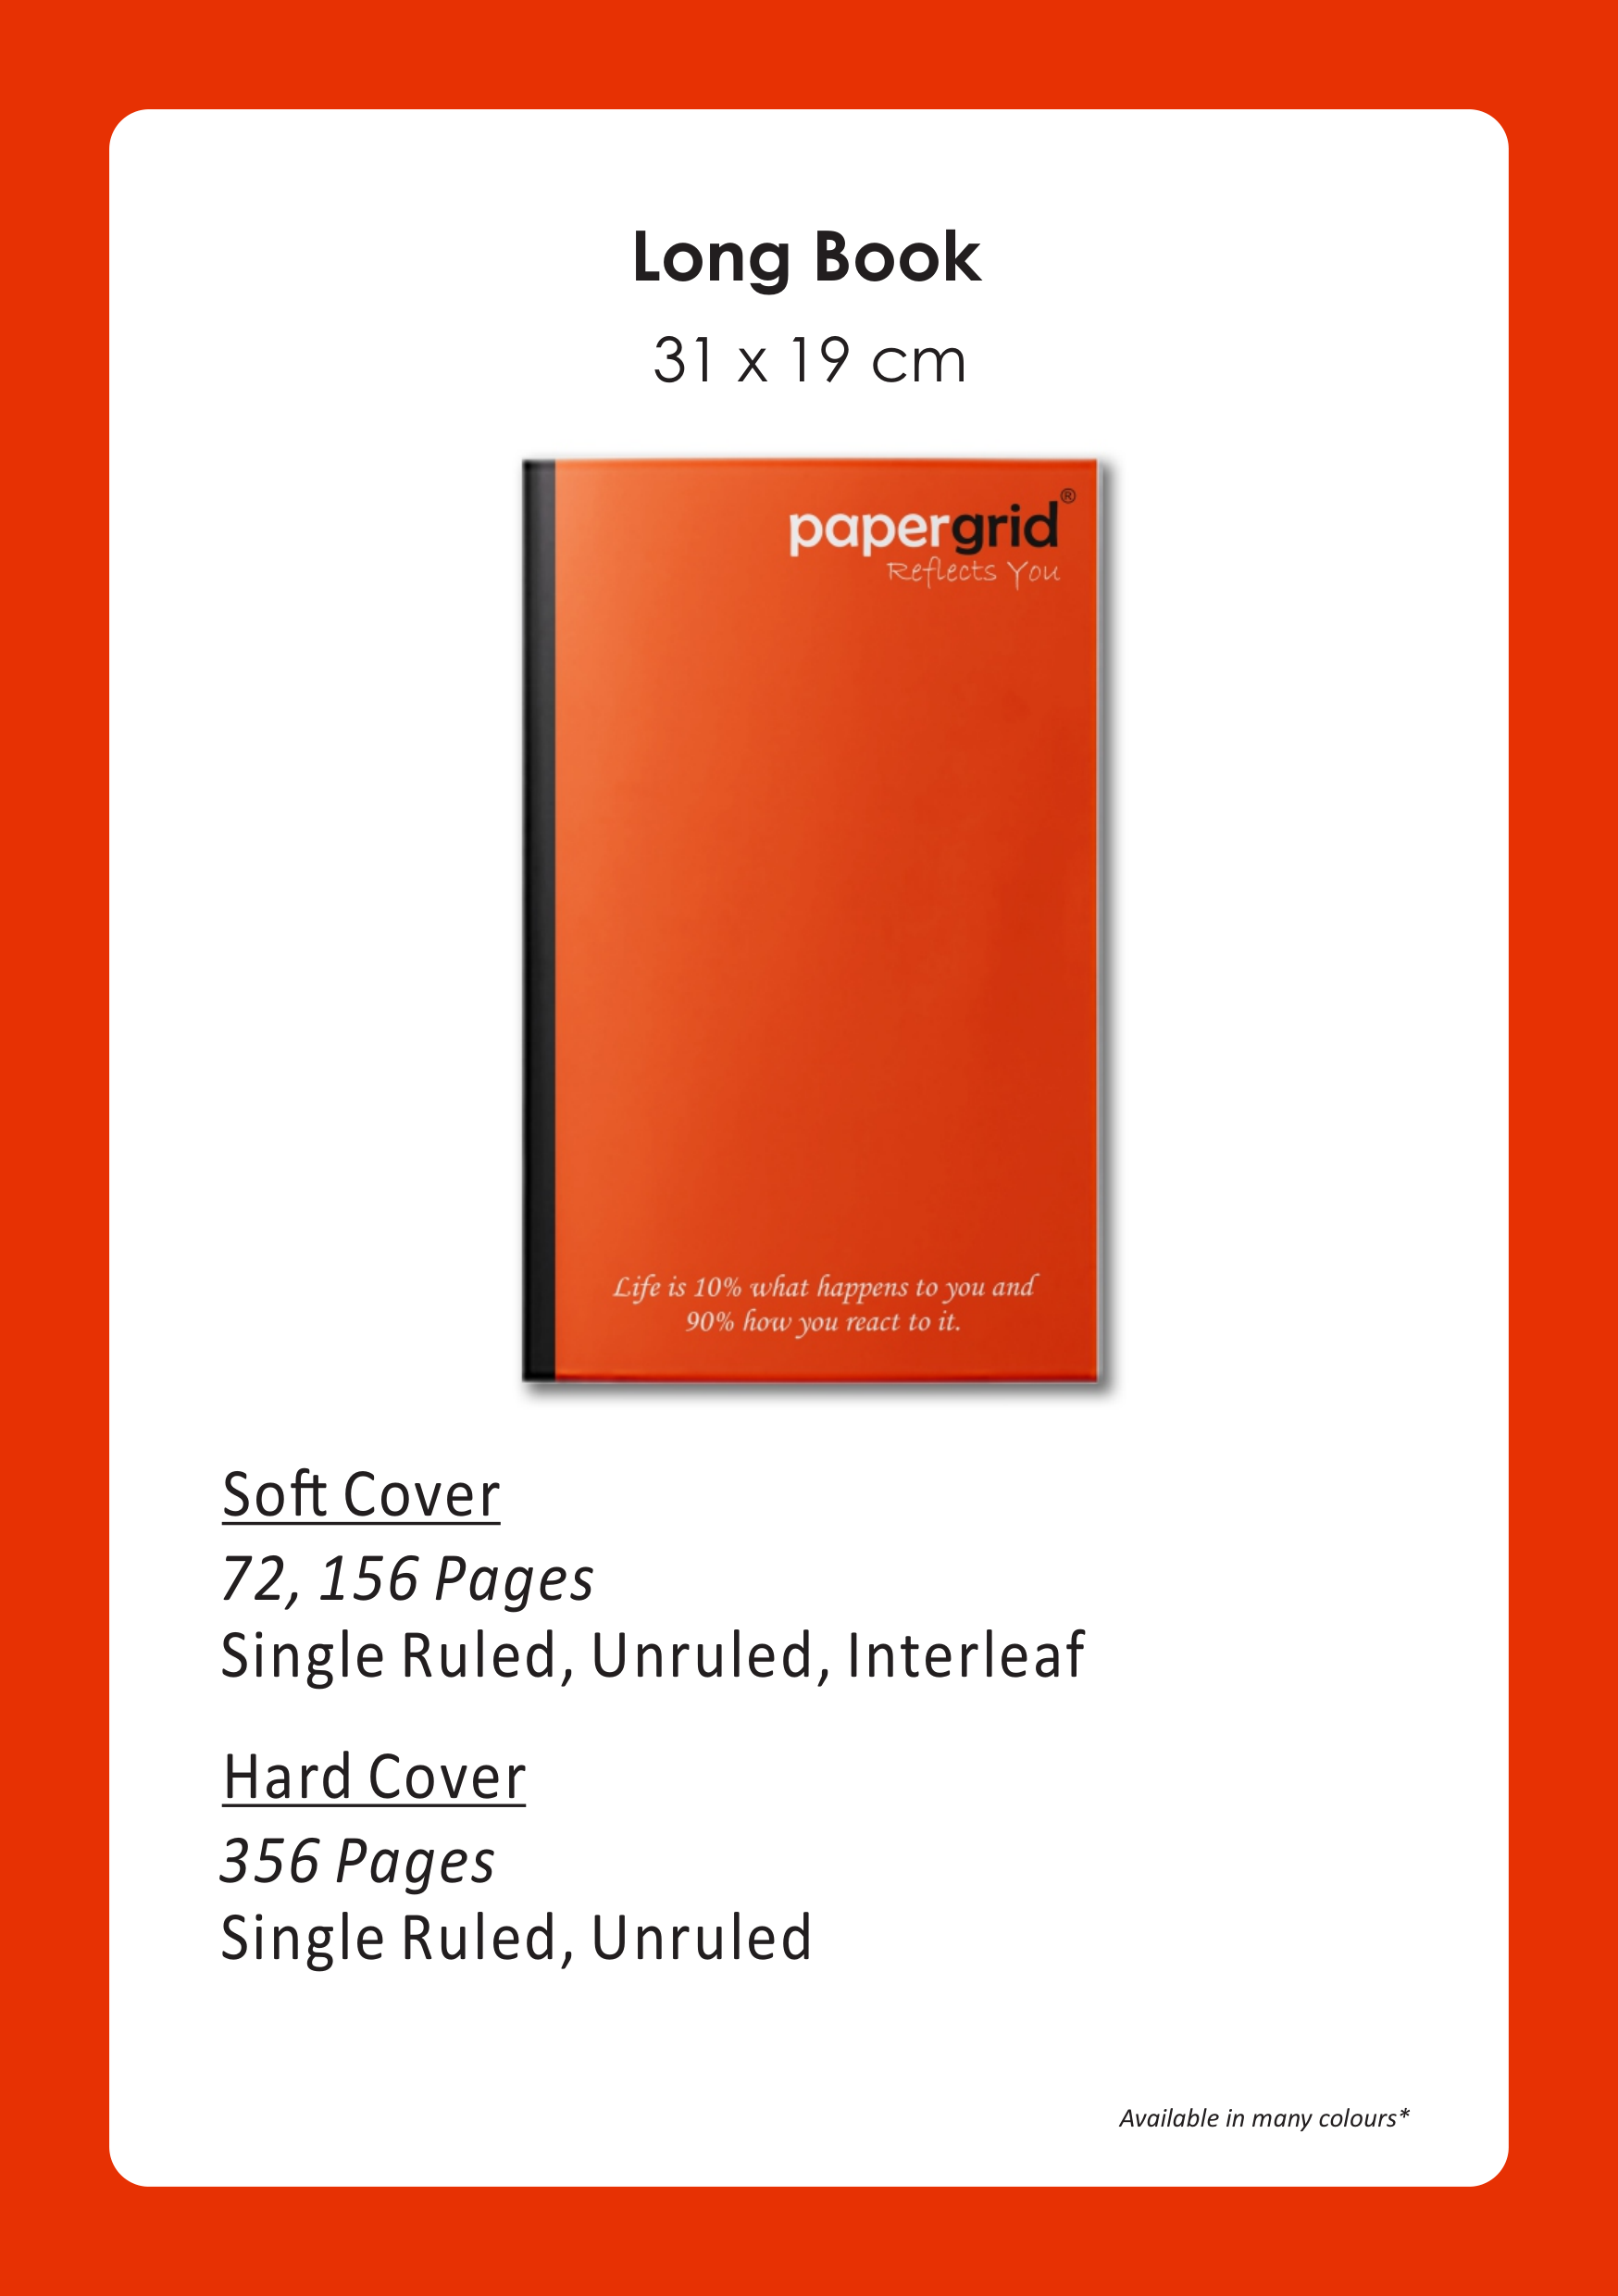 Long Book
31 x 19 cm
papergrid®
Reflects You
Life is 10% what happens to you and
90% how you react to it.
Soft Cover
72, 156 Pages
Single Ruled, Unruled, Interleaf
Hard Cover
356 Pages
Single Ruled, Unruled
Available in many colours*